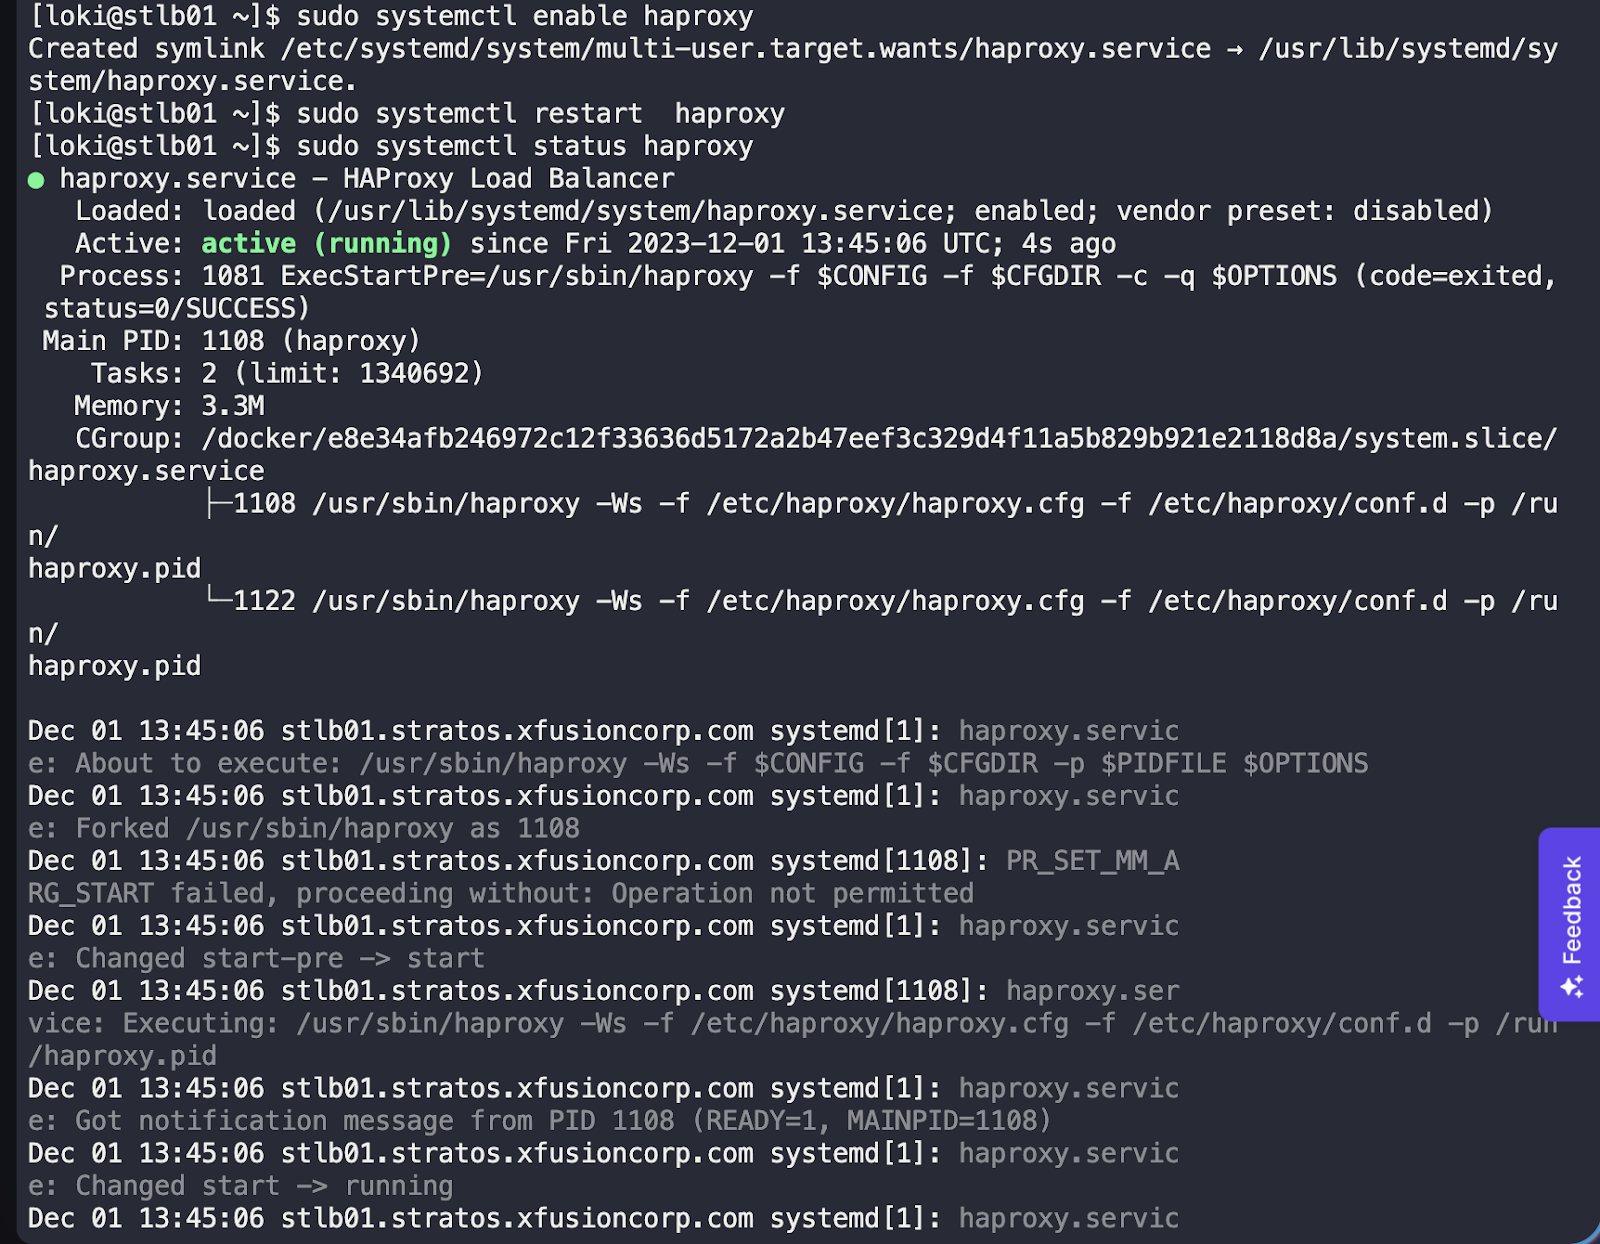 [loki@stlb01 ~]$ sudo systemctl enable haproxy
Created symlink /etc/systemd/system/multi-user.target.wants/haproxy.service → /usr/lib/systemd/sy
stem/haproxy.service.
[loki@stlb01 ~]$ sudo systemctl restart  haproxy
[loki@stlb01 ~]$ sudo systemctl status haproxy
● haproxy.service – HAProxy Load Balancer
   Loaded: loaded (/usr/lib/systemd/system/haproxy.service; enabled; vendor preset: disabled)
   Active: active (running) since Fri 2023-12-01 13:45:06 UTC; 4s ago
  Process: 1081 ExecStartPre=/usr/sbin/haproxy -f $CONFIG -f $CFGDIR -c -q $OPTIONS (code=exited,
 status=0/SUCCESS)
 Main PID: 1108 (haproxy)
    Tasks: 2 (limit: 1340692)
   Memory: 3.3M
   CGroup: /docker/e8e34afb246972c12f33636d5172a2b47eef3c329d4f11a5b829b921e2118d8a/system.slice/
haproxy.service
           ├─1108 /usr/sbin/haproxy -Ws -f /etc/haproxy/haproxy.cfg -f /etc/haproxy/conf.d -p /ru
n/
haproxy.pid
           └─1122 /usr/sbin/haproxy -Ws -f /etc/haproxy/haproxy.cfg -f /etc/haproxy/conf.d -p /ru
n/
haproxy.pid

Dec 01 13:45:06 stlb01.stratos.xfusioncorp.com systemd[1]: haproxy.servic
e: About to execute: /usr/sbin/haproxy -Ws -f $CONFIG -f $CFGDIR -p $PIDFILE $OPTIONS
Dec 01 13:45:06 stlb01.stratos.xfusioncorp.com systemd[1]: haproxy.servic
e: Forked /usr/sbin/haproxy as 1108
Dec 01 13:45:06 stlb01.stratos.xfusioncorp.com systemd[1108]: PR_SET_MM_A
RG_START failed, proceeding without: Operation not permitted
Dec 01 13:45:06 stlb01.stratos.xfusioncorp.com systemd[1]: haproxy.servic
e: Changed start-pre -> start
Dec 01 13:45:06 stlb01.stratos.xfusioncorp.com systemd[1108]: haproxy.ser
vice: Executing: /usr/sbin/haproxy -Ws -f /etc/haproxy/haproxy.cfg -f /etc/haproxy/conf.d -p /run
/haproxy.pid
Dec 01 13:45:06 stlb01.stratos.xfusioncorp.com systemd[1]: haproxy.servic
e: Got notification message from PID 1108 (READY=1, MAINPID=1108)
Dec 01 13:45:06 stlb01.stratos.xfusioncorp.com systemd[1]: haproxy.servic
e: Changed start -> running
Dec 01 13:45:06 stlb01.stratos.xfusioncorp.com systemd[1]: haproxy.servic
Feedback